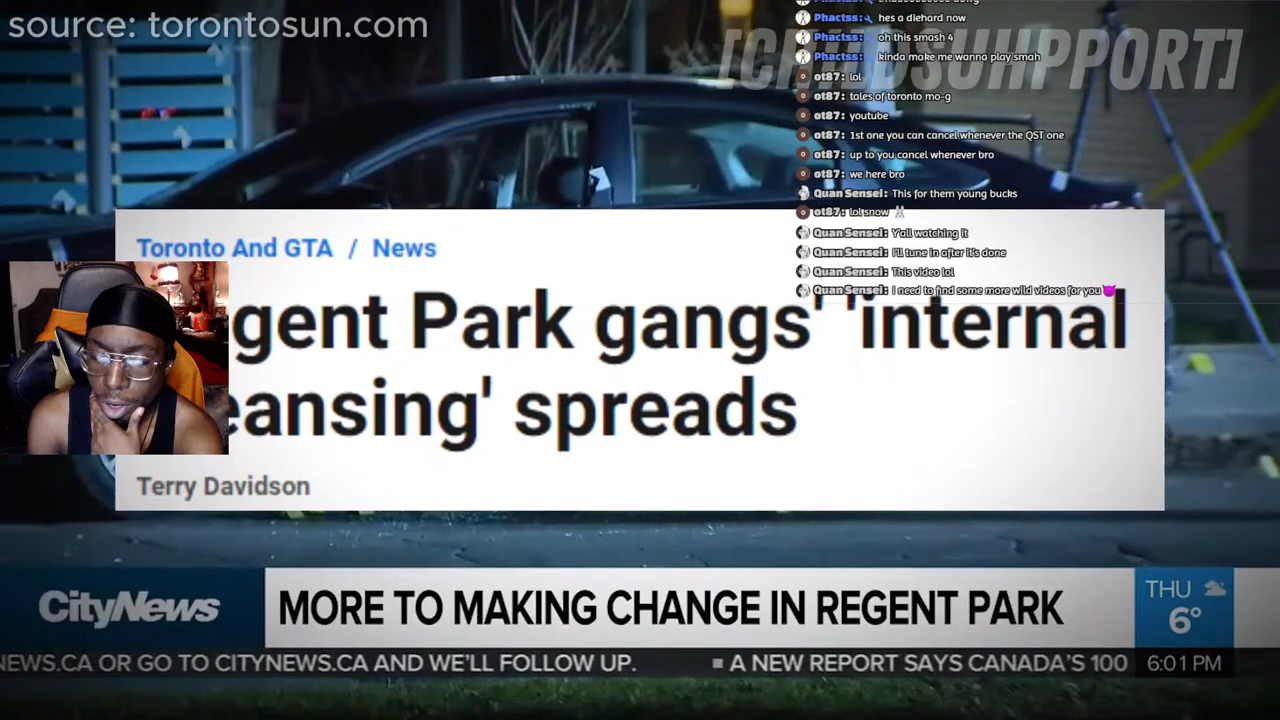 source: torontosun.com
[CHILDSUHPPORT]
Phactss: hes a diehard now
Phactss: oh this smash 4
Phactss: kinda make me wanna play smah
ot87: lol
ot87: tales of toronto mo-g
ot87: youtube
ot87: 1st one you can cancel whenever the QST one
ot87: up to you cancel whenever bro
ot87: we here bro
QuanSensei: This for them young bucks
ot87: lol snow
QuanSensei: Y'all watching it
QuanSensei: I'll tune in after it's done
QuanSensei: This video lol
QuanSensei: I need to find some more wild videos for you
Toronto And GTA / News
gent Park gangs' 'internal
eansing' spreads
Terry Davidson
CityNews
MORE TO MAKING CHANGE IN REGENT PARK
THU
6°
NEWS.CA OR GO TO CITYNEWS.CA AND WE'LL FOLLOW UP.
A NEW REPORT SAYS CANADA'S 100
6:01 PM